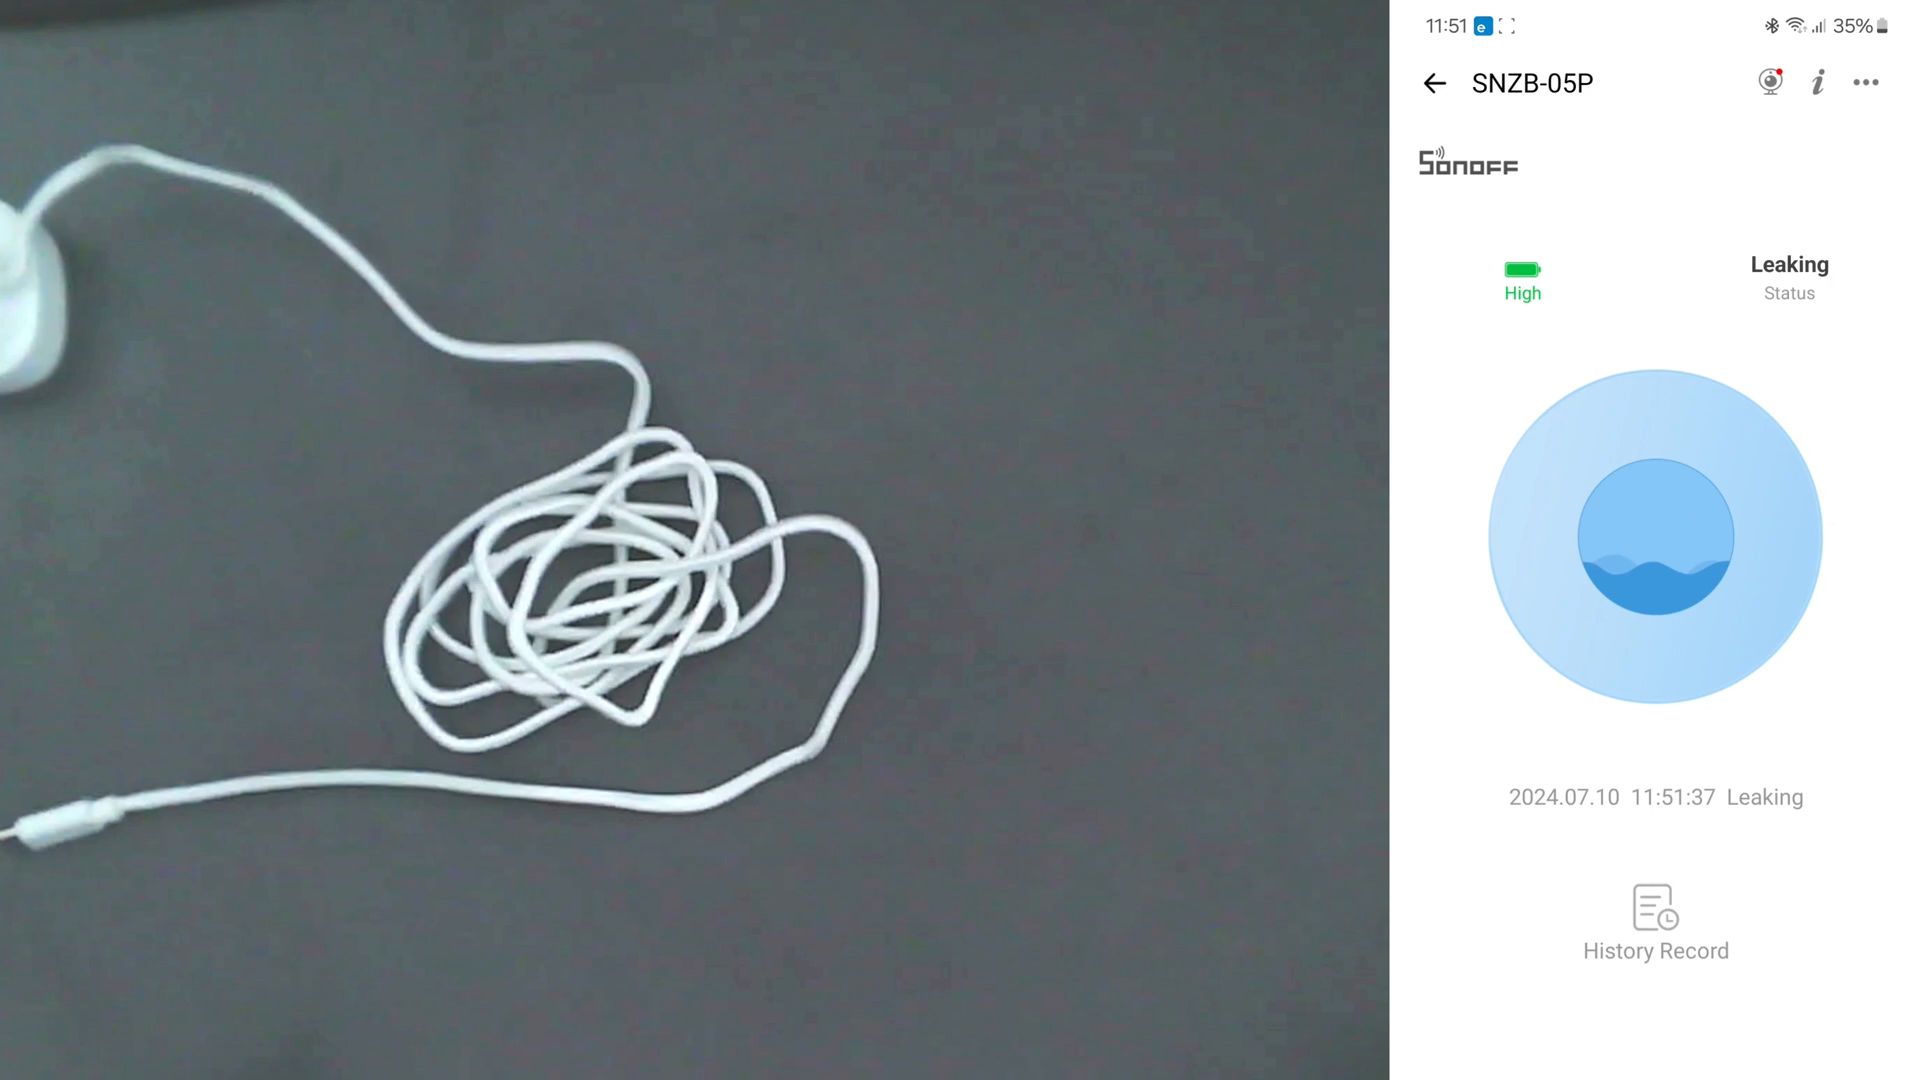 11:51
35%
SNZB-05P
SONOFF
High
Leaking
Status
2024.07.10 11:51:37 Leaking
History Record